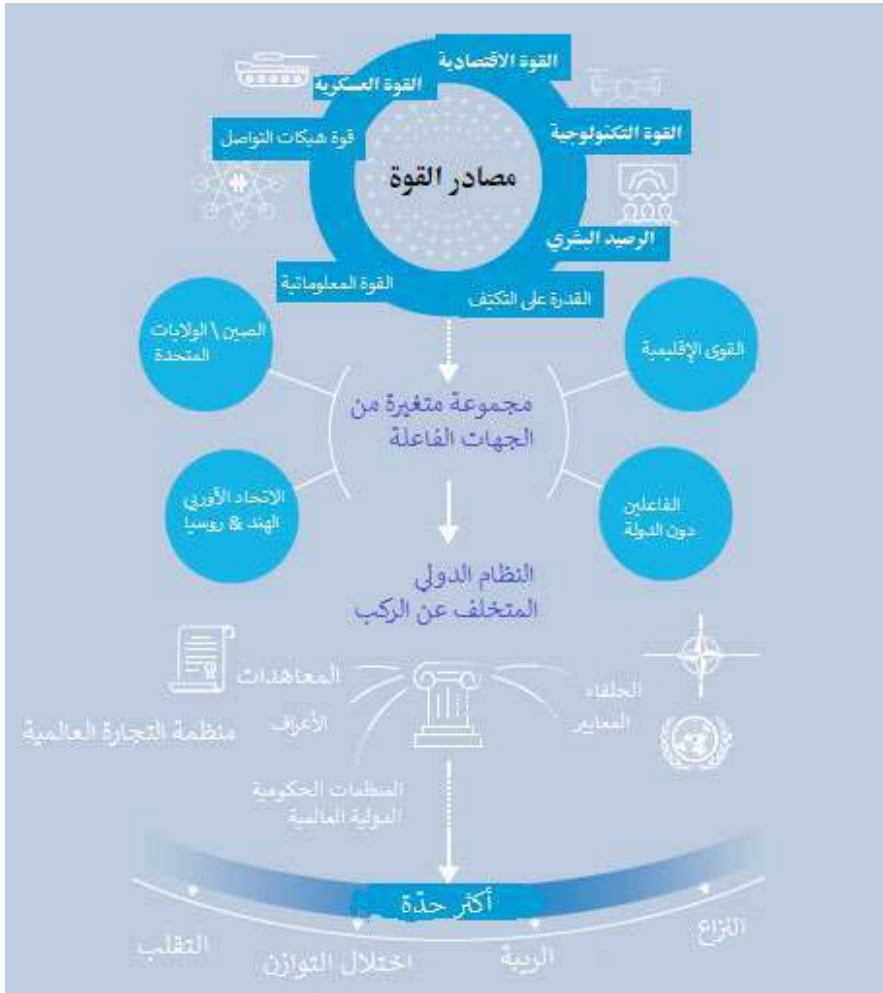 القوة الاقتصادية
القوة العسكرية
القوة التكنولوجية
قوة شبكات التواصل
مصادر القوة
الرصيد البشري
القوة المعلوماتية
القدرة على التكيّف
القوى الإقليمية
الصين \ الولايات
المتحدة
مجموعة متغيرة من
الجهات الفاعلة
الفاعلين
دون الدولة
الاتحاد الأوربي
الهند & روسيا
النظام الدولي
المتخلف عن الركب
المعاهدات
الحلفاء
الأعراف
المعايير
منظمة التجارة العالمية
المنظمات الحكومية
الدولية العالمية
أكثر حدّة
النزاع
الريبة
اختلال التوازن
التقلب